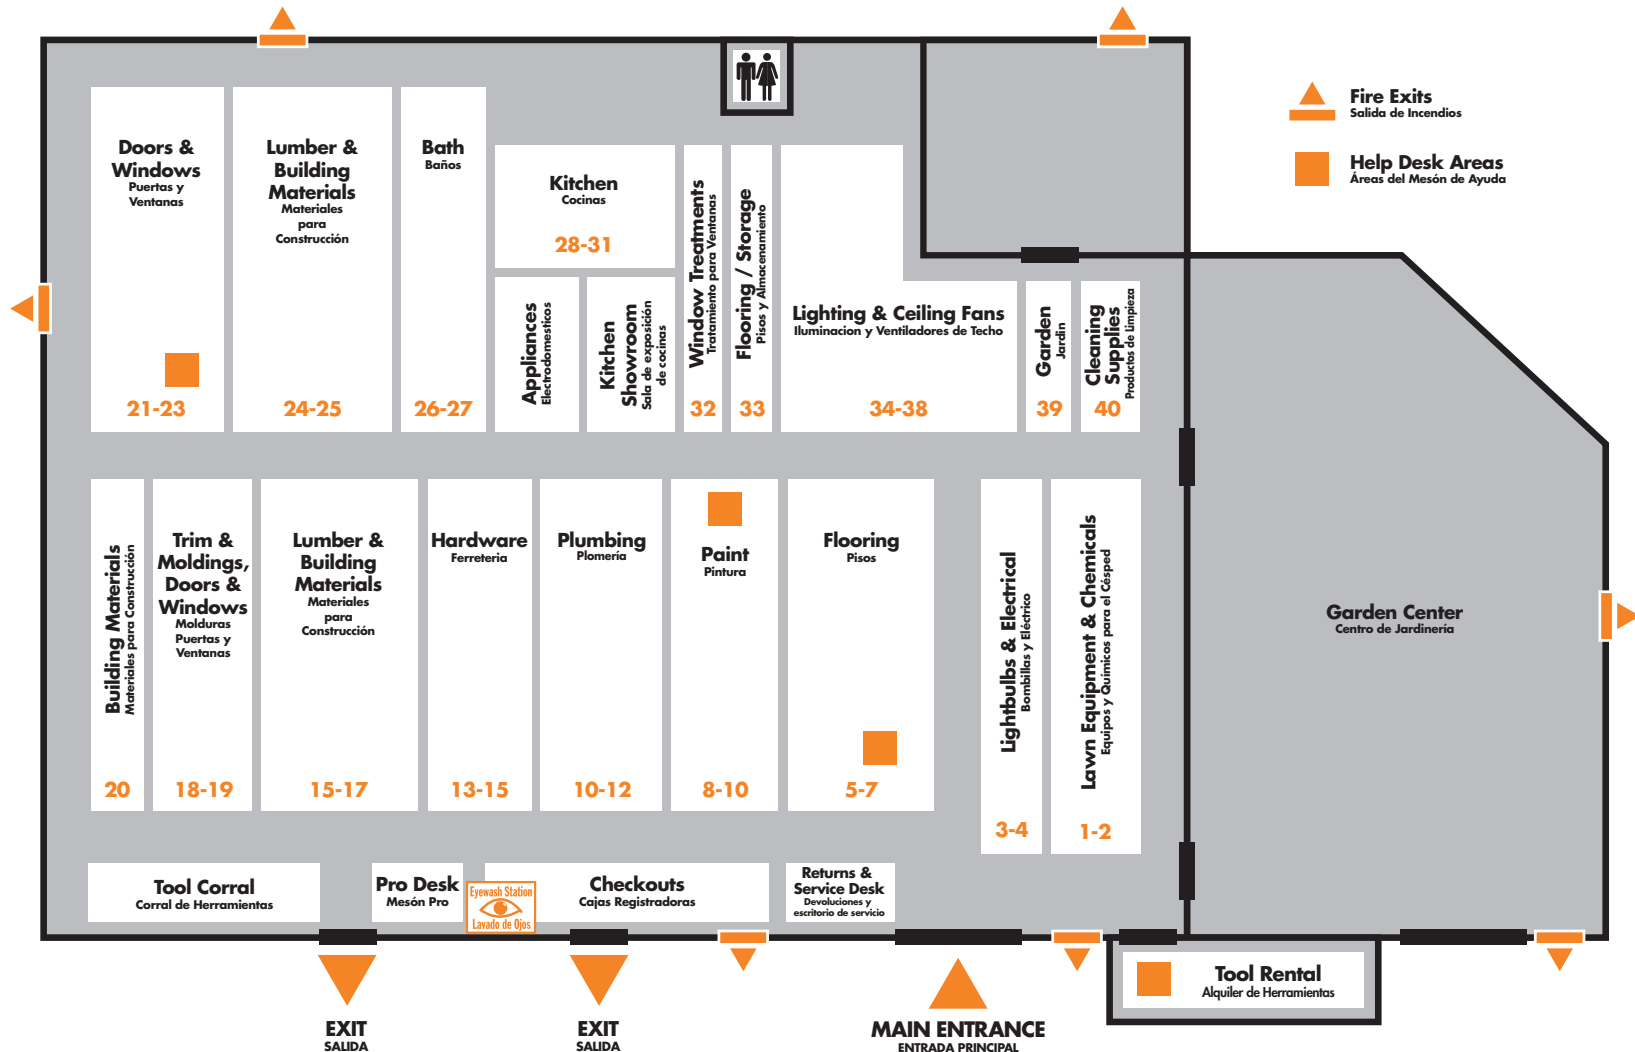 Fire Exits
Salida de Incendios
Help Desk Areas
Áreas del Mesón de Ayuda
Doors &
Windows
Puertas y
Ventanas
21-23
Lumber &
Building
Materials
Materiales
para
Construcción
24-25
Bath
Baños
26-27
Kitchen
Cocinas
28-31
Appliances
Electrodomesticos
Kitchen
Showroom
Sala de exposición
de cocinas
Window Treatments
Tratamiento para Ventanas
32
Flooring / Storage
Pisos y Almacenamiento
33
Lighting & Ceiling Fans
Iluminacion y Ventiladores de Techo
34-38
Garden
Jardin
39
Cleaning
Supplies
Productos de Limpieza
40
Building Materials
Materiales para Construcción
20
Trim &
Moldings,
Doors &
Windows
Molduras
Puertas y
Ventanas
18-19
Lumber &
Building
Materials
Materiales
para
Construcción
15-17
Hardware
Ferreteria
13-15
Plumbing
Plomería
10-12
Paint
Pintura
8-10
Flooring
Pisos
5-7
Lightbulbs & Electrical
Bombillas y Eléctrico
3-4
Lawn Equipment & Chemicals
Equipos y Químicos para el Césped
1-2
Garden Center
Centro de Jardinería
Tool Corral
Corral de Herramientas
Pro Desk
Mesón Pro
Eyewash Station
Lavado de Ojos
Checkouts
Cajas Registradoras
Returns &
Service Desk
Devoluciones y
escritorio de servicio
Tool Rental
Alquiler de Herramientas
EXIT
SALIDA
EXIT
SALIDA
MAIN ENTRANCE
ENTRADA PRINCIPAL